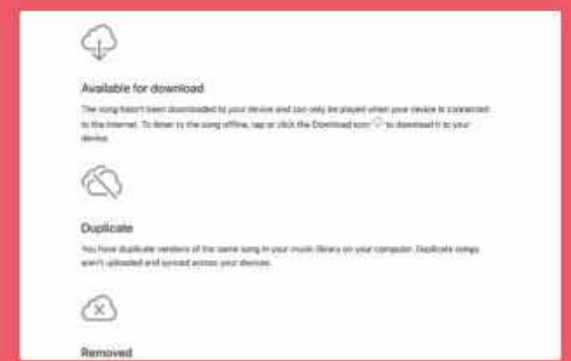 Available for download
The song hasn't been downloaded to your device and can only be played when your device is connected
to the Internet. To listen to the song offline, tap or click the Download icon to download it to your
device.
Duplicate
You have duplicate versions of the same song in your music library on your computer. Duplicate songs
aren't uploaded and synced across your devices.
Removed